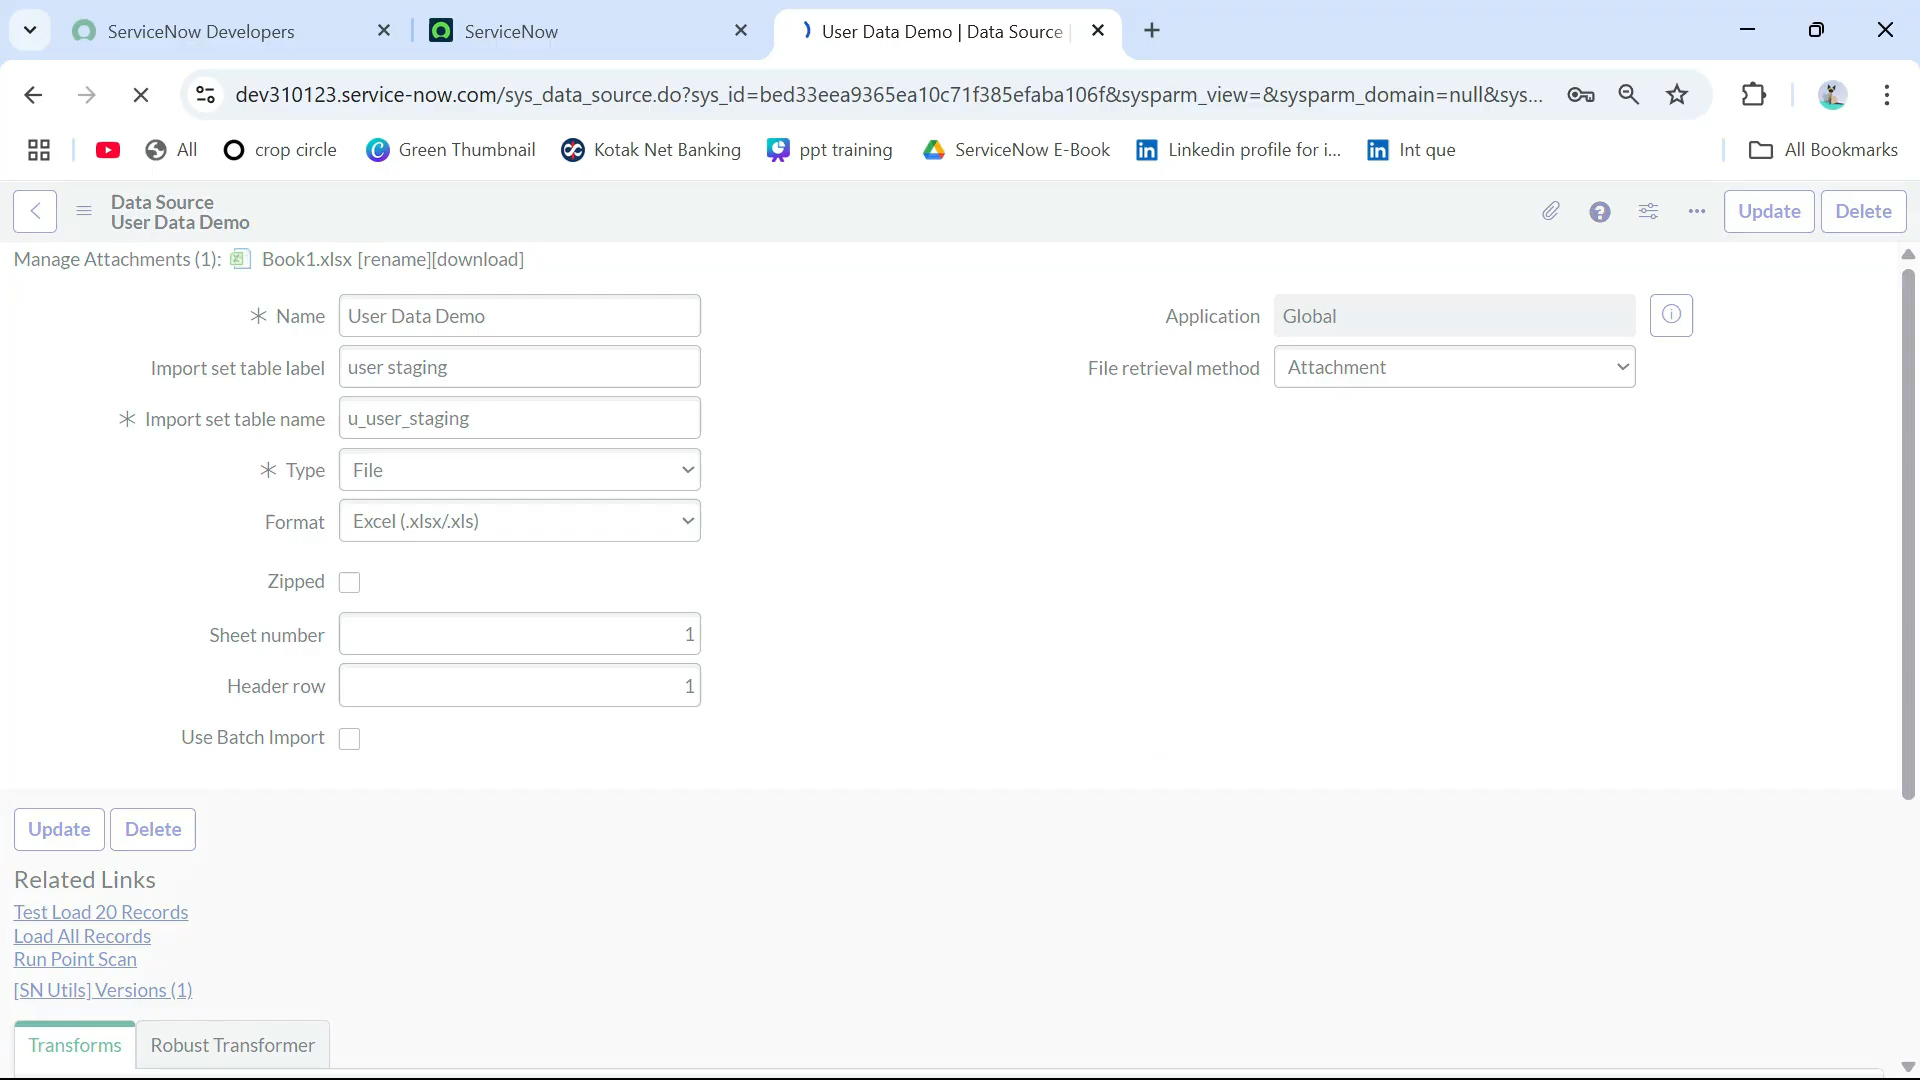 ServiceNow Developers
ServiceNow
User Data Demo | Data Source
dev310123.service-now.com/sys_data_source.do?sys_id=bed33eea9365ea10c71f385efaba106f&sysparm_view=&sysparm_domain=null&sys...
All
crop circle
Green Thumbnail
Kotak Net Banking
ppt training
ServiceNow E-Book
Linkedin profile for i...
Int que
All Bookmarks
Data Source
User Data Demo
Update
Delete
Manage Attachments (1): Book1.xlsx [rename][download]
Name
User Data Demo
Application
Global
Import set table label
user staging
File retrieval method
Attachment
Import set table name
u_user_staging
Type
File
Format
Excel (.xlsx/.xls)
Zipped
Sheet number
1
Header row
1
Use Batch Import
Update
Delete
Related Links
Test Load 20 Records
Load All Records
Run Point Scan
[SN Utils] Versions (1)
Transforms
Robust Transformer